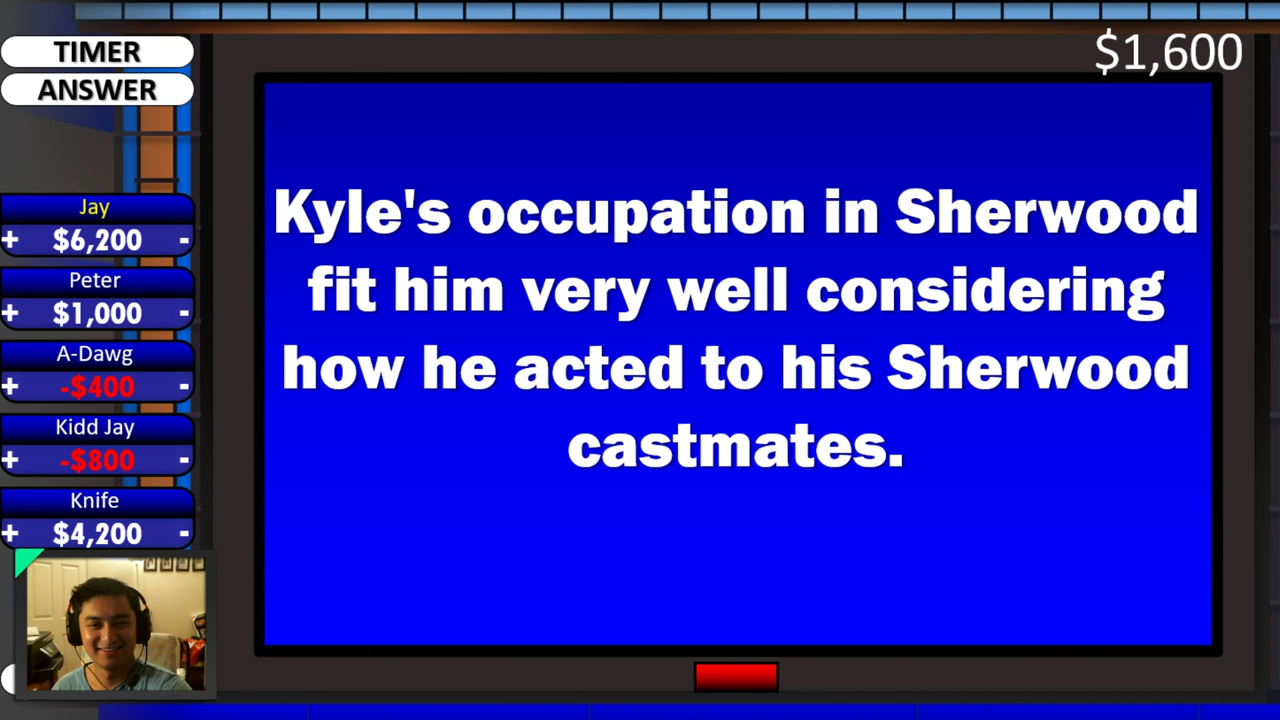 $1,600
TIMER
ANSWER
Kyle's occupation in Sherwood
fit him very well considering
how he acted to his Sherwood
castmates.
Jay
+ $6,200 -
Peter
+ $1,000 -
A-Dawg
+ -$400 -
Kidd Jay
+ -$800 -
Knife
+ $4,200 -